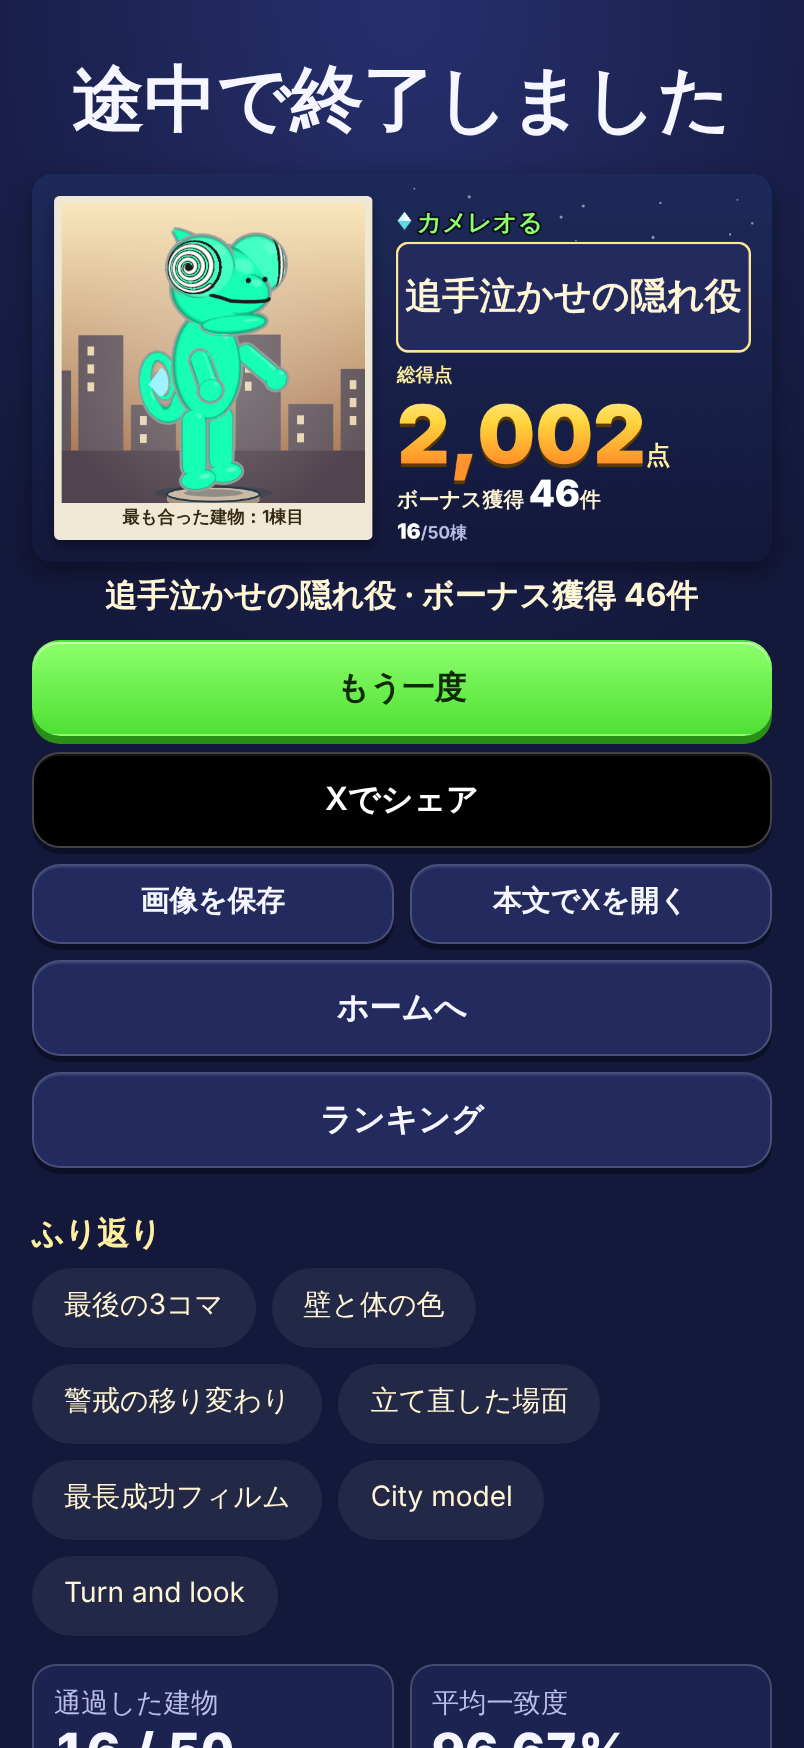 途中で終了しました
カメレオる
追手泣かせの隠れ役
総得点
2,002点
ボーナス獲得 46件
16/50棟
最も合った建物：1棟目
追手泣かせの隠れ役・ボーナス獲得 46件
もう一度
Xでシェア
画像を保存
本文でXを開く
ホームへ
ランキング
ふり返り
最後の3コマ
壁と体の色
警戒の移り変わり
立て直した場面
最長成功フィルム
City model
Turn and look
通過した建物
16 / 50
平均一致度
96.67%